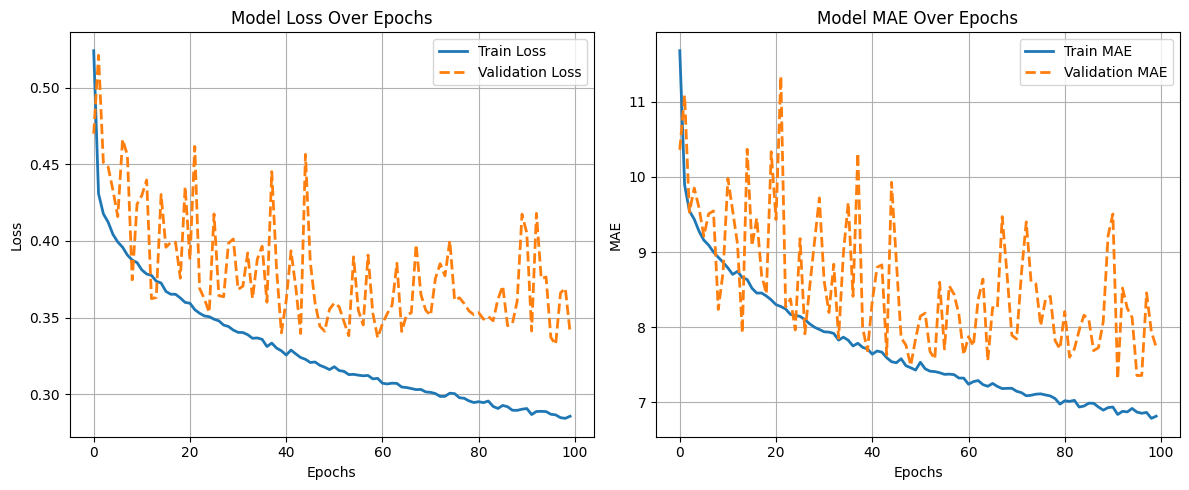 Model Loss Over Epochs
Train Loss
Validation Loss
0.50
0.45
0.40
0.35
0.30
Loss
0 20 40 60 80 100
Epochs
Model MAE Over Epochs
Train MAE
Validation MAE
11
10
9
8
7
MAE
0 20 40 60 80 100
Epochs